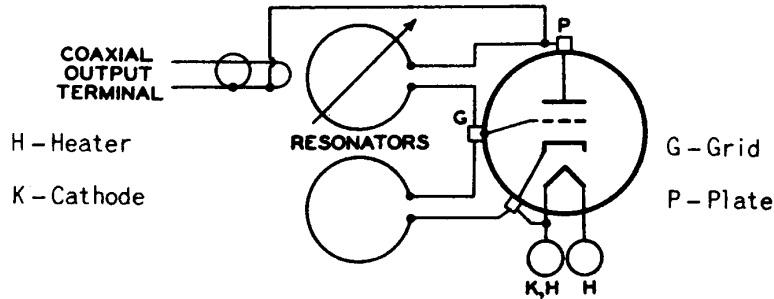 P
COAXIAL
OUTPUT
TERMINAL
G
RESONATORS
H – Heater
G – Grid
K – Cathode
P – Plate
K,H
H